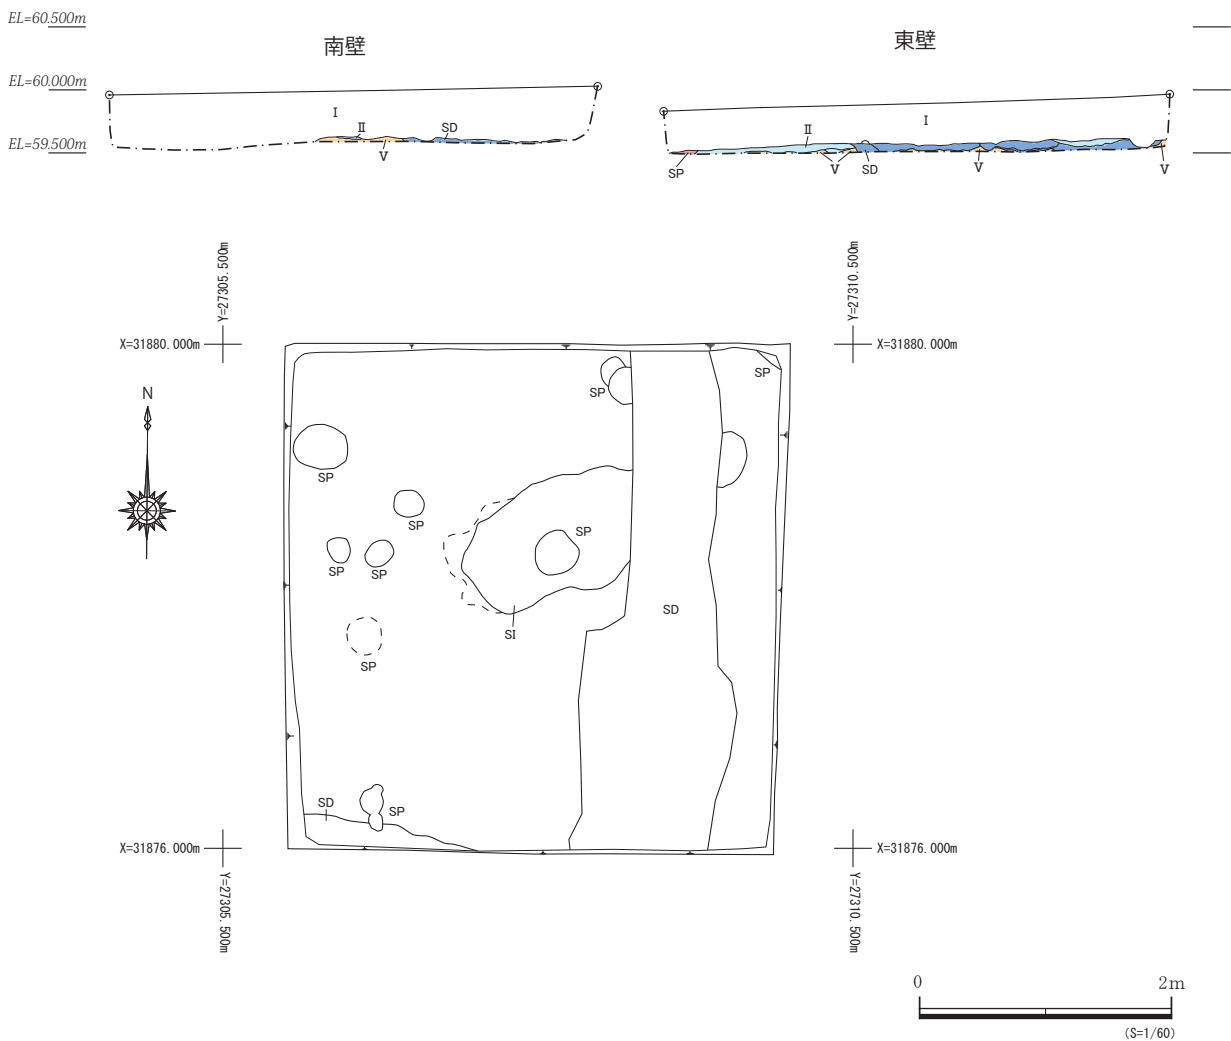 EL=60.500m
南壁
東壁
EL=60.000m
I
II
SD
V
EL=59.500m
II
I
SP
V
SD
V
V
Y=27305.500m
Y=27310.500m
X=31880.000m
X=31880.000m
N
SP
SP
SP
SP
SP
SP
SP
SP
SI
SD
SD
SP
X=31876.000m
X=31876.000m
Y=27305.500m
Y=27310.500m
0
2m
(S=1/60)